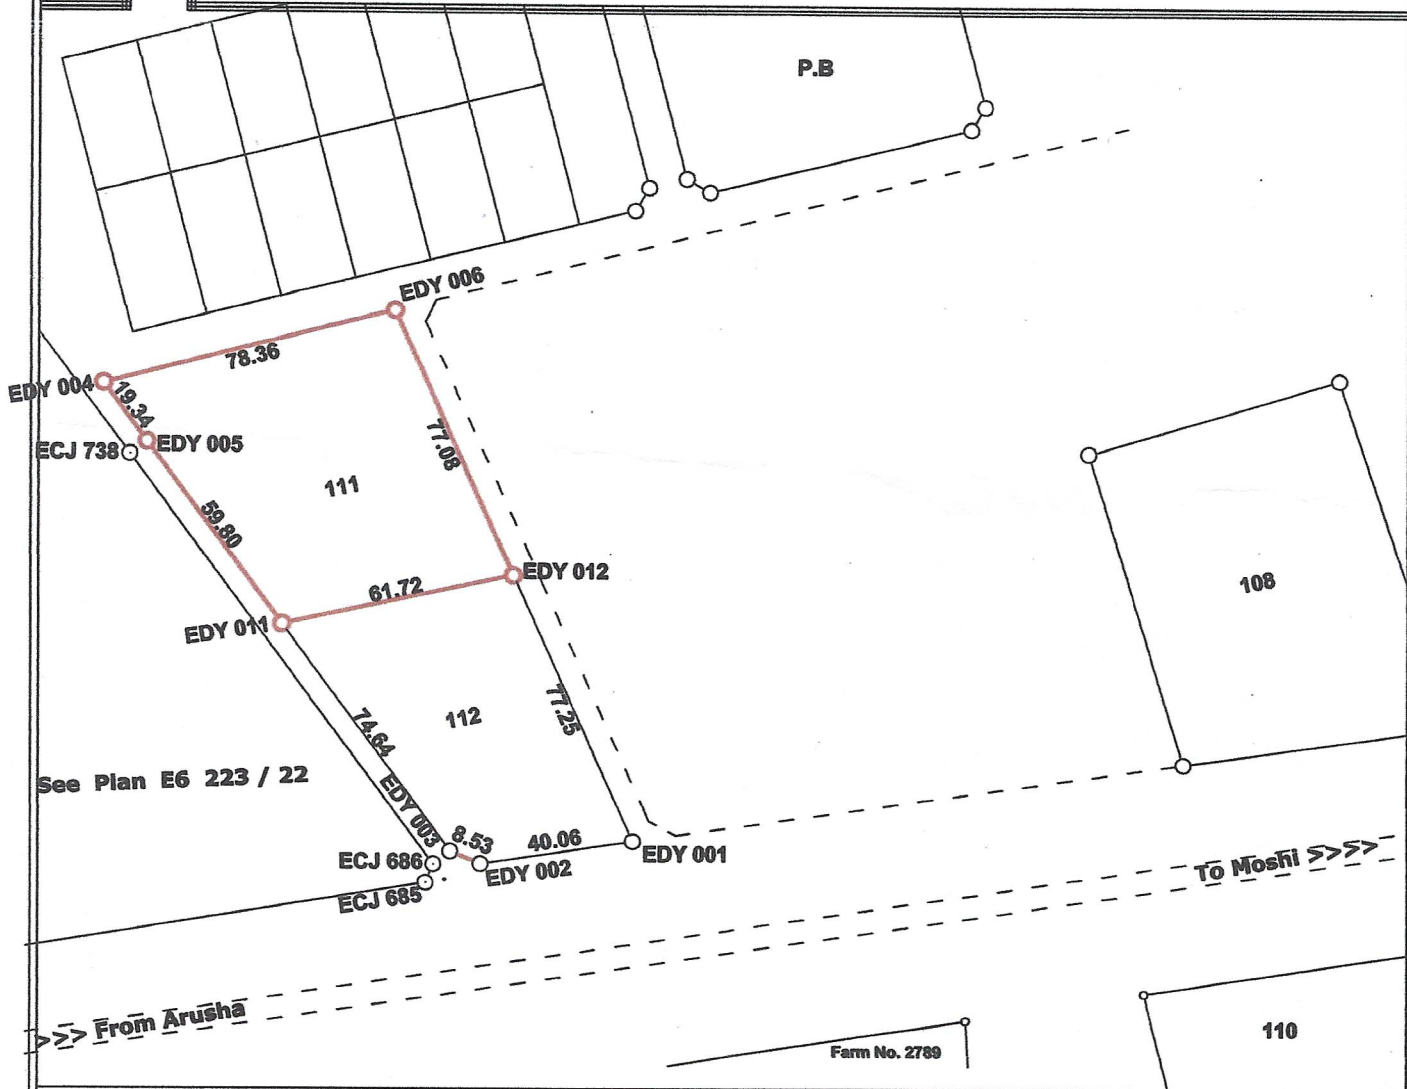 P.B
EDY 006
78.36
EDY 004
19.34
EDY 005
ECJ 738
77.08
111
59.80
EDY 012
61.72
108
EDY 011
77.25
112
74.64
See Plan E6 223 / 22
EDY 003
8.53
40.06
EDY 001
ECJ 686
EDY 002
To Moshi >>>>
ECJ 685
>>> From Arusha
110
Farm No. 2789